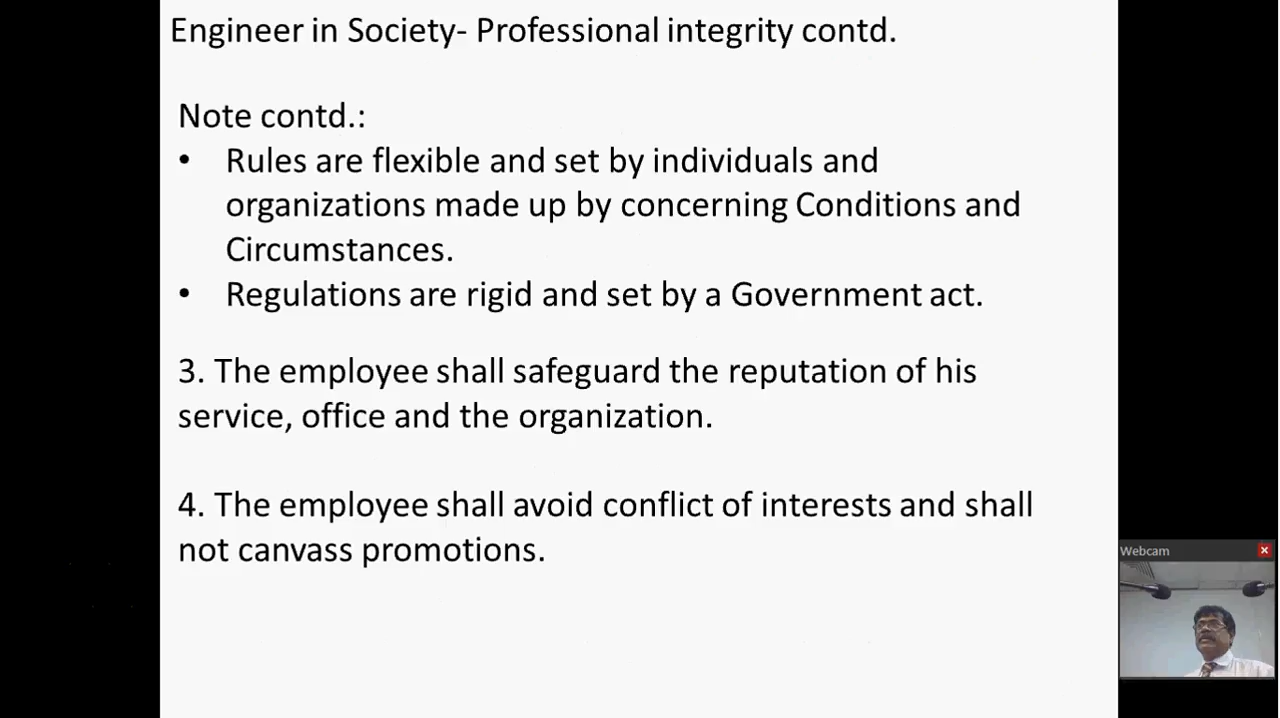 Engineer in Society- Professional integrity contd.
Note contd.:
• Rules are flexible and set by individuals and
organizations made up by concerning Conditions and
Circumstances.
• Regulations are rigid and set by a Government act.
3. The employee shall safeguard the reputation of his
service, office and the organization.
4. The employee shall avoid conflict of interests and shall
not canvass promotions.
Webcam